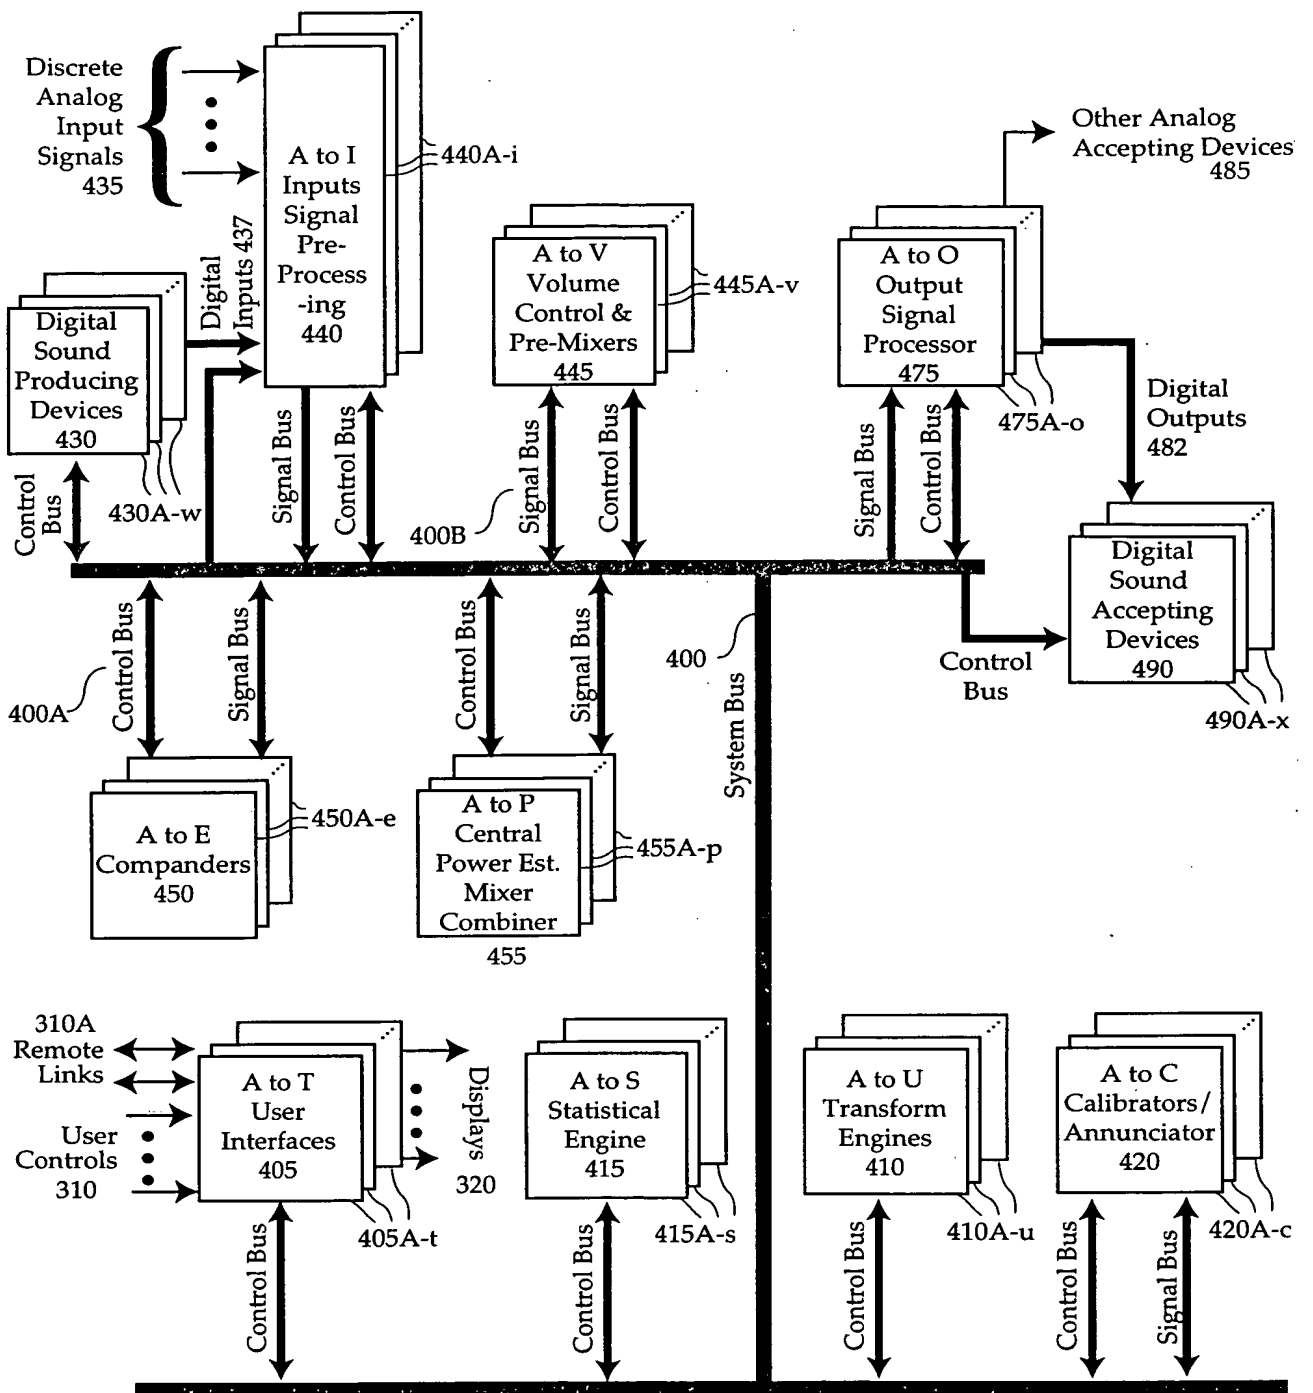 Discrete
Analog
Input
Signals
435
A to I
Inputs
Signal
Pre-
Process
-ing
440
440A-i
Digital
Inputs 437
Digital
Sound
Producing
Devices
430
430A-w
Control
Bus
Signal Bus
Control Bus
A to V
Volume
Control &
Pre-Mixers
445
445A-v
Signal Bus
Control Bus
400B
A to O
Output
Signal
Processor
475
475A-o
Other Analog
Accepting Devices
485
Digital
Outputs
482
Signal Bus
Control Bus
Digital
Sound
Accepting
Devices
490
490A-x
Control
Bus
400
System Bus
400A
Control Bus
Signal Bus
A to E
Companders
450
450A-e
Control Bus
Signal Bus
A to P
Central
Power Est.
Mixer
Combiner
455
455A-p
310A
Remote
Links
User
Controls
310
A to T
User
Interfaces
405
405A-t
Displays
320
Control Bus
A to S
Statistical
Engine
415
415A-s
Control Bus
A to U
Transform
Engines
410
410A-u
Control Bus
A to C
Calibrators/
Annunciator
420
420A-c
Control Bus
Signal Bus